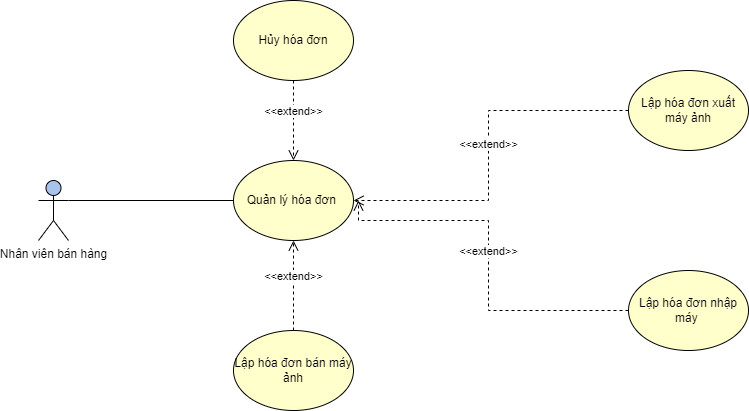 Hủy hóa đơn
<<extend>>
Lập hóa đơn xuất
máy ảnh
<<extend>>
Quản lý hóa đơn
Nhân viên bán hàng
<<extend>>
<<extend>>
Lập hóa đơn nhập
máy
Lập hóa đơn bán máy
ảnh